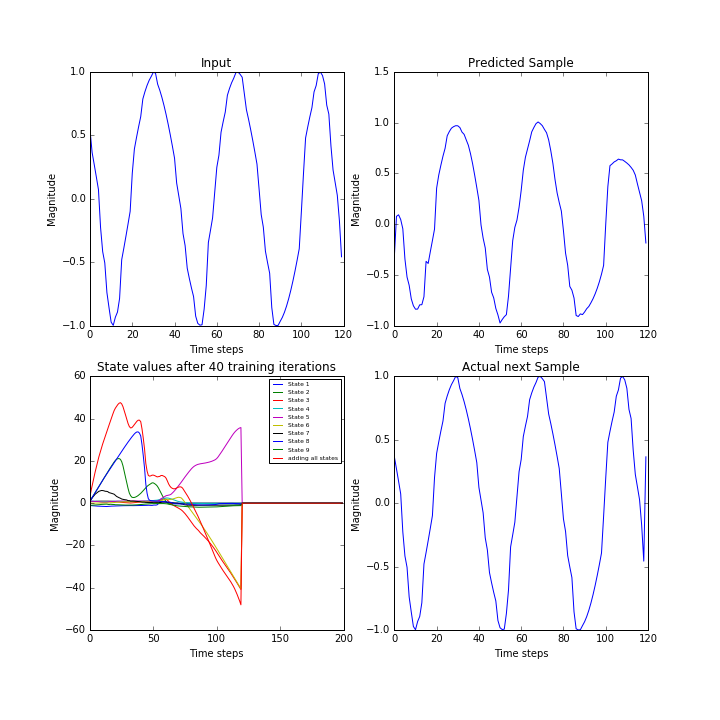 Input
Magnitude
1.0
0.5
0.0
−0.5
−1.0
0 20 40 60 80 100 120
Time steps
Predicted Sample
Magnitude
1.5
1.0
0.5
0.0
−0.5
−1.0
0 20 40 60 80 100 120
Time steps
State values after 40 training iterations
Magnitude
60
40
20
0
−20
−40
−60
0 50 100 150 200
Time steps
State 1
State 2
State 3
State 4
State 5
State 6
State 7
State 8
State 9
adding all states
Actual next Sample
Magnitude
1.0
0.5
0.0
−0.5
−1.0
0 20 40 60 80 100 120
Time steps